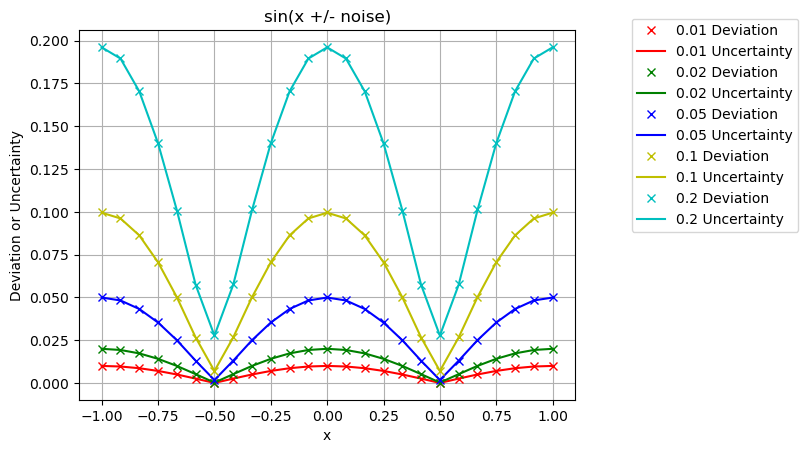 sin(x +/- noise)
0.200
0.175
0.150
0.125
0.100
0.075
0.050
0.025
0.000
Deviation or Uncertainty
−1.00 −0.75 −0.50 −0.25 0.00 0.25 0.50 0.75 1.00
x
0.01 Deviation
0.01 Uncertainty
0.02 Deviation
0.02 Uncertainty
0.05 Deviation
0.05 Uncertainty
0.1 Deviation
0.1 Uncertainty
0.2 Deviation
0.2 Uncertainty